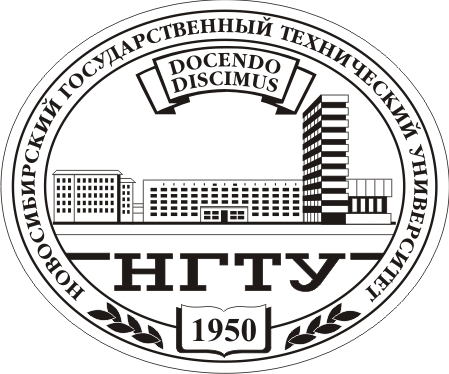 НОВОСИБИРСКИЙ ГОСУДАРСТВЕННЫЙ ТЕХНИЧЕСКИЙ УНИВЕРСИТЕТ
DOCENDO
DISCIMUS
НГТУ
1950